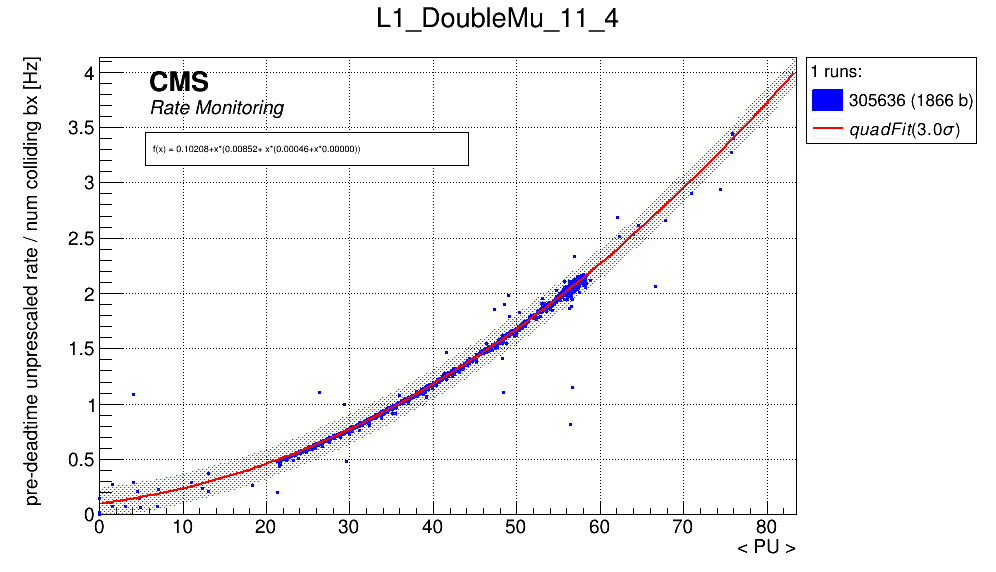 L1_DoubleMu_11_4
pre-deadtime unprescaled rate / num colliding bx [Hz]
4
3.5
3
2.5
2
1.5
1
0.5
0
CMS
Rate Monitoring
f(x) = 0.10208+x*(0.00852+ x*(0.00046+x*0.00000))
1 runs:
305636 (1866 b)
quadFit(3.0σ)
0 10 20 30 40 50 60 70 80
< PU >